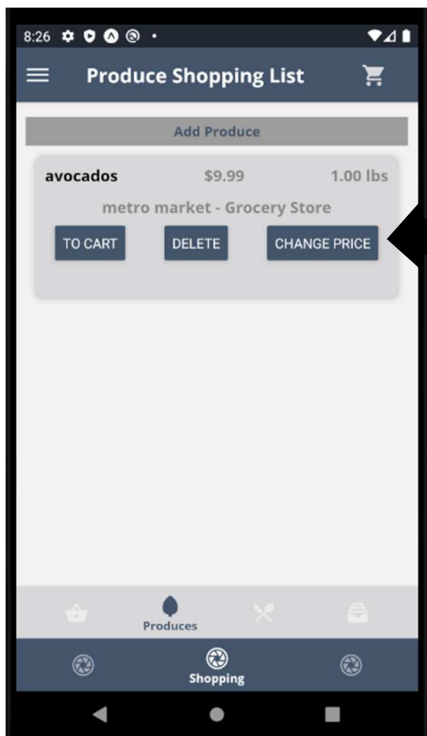 8:26
Produce Shopping List
Add Produce
avocados $9.99 1.00 lbs
metro market - Grocery Store
TO CART DELETE CHANGE PRICE
Produces
Shopping